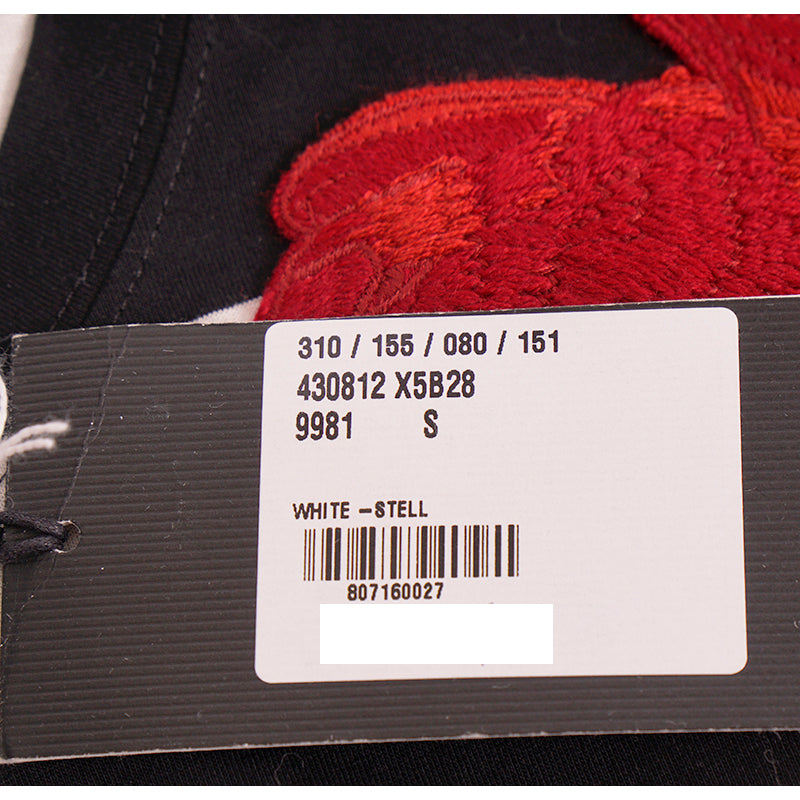 310 / 155 / 080 / 151
430812 X5B28
9981 S
WHITE -STELL
807160027